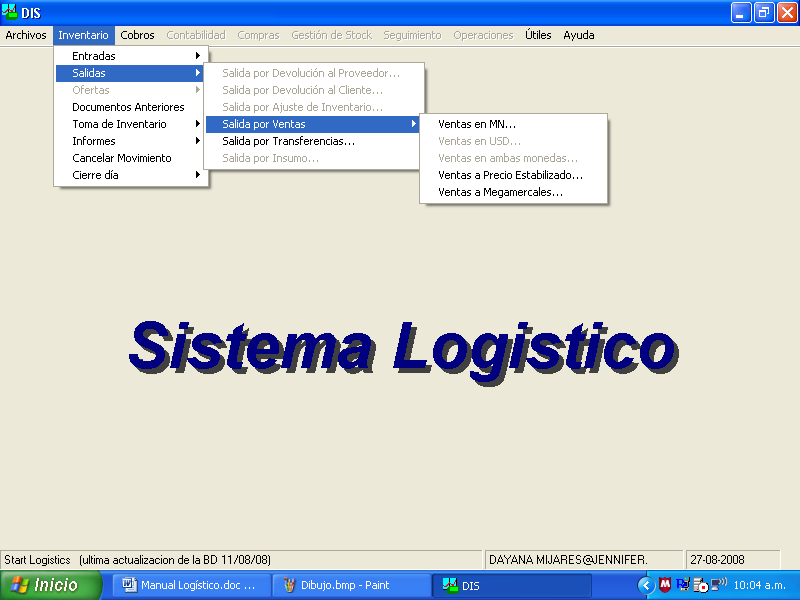 DIS
Archivos Inventario Cobros Contabilidad Compras Gestión de Stock Seguimiento Operaciones Útiles Ayuda
Entradas
Salidas
Ofertas
Documentos Anteriores
Toma de Inventario
Informes
Cancelar Movimiento
Cierre día
Salida por Devolución al Proveedor...
Salida por Devolución al Cliente...
Salida por Ajuste de Inventario...
Salida por Ventas
Salida por Transferencias...
Salida por Insumo...
Ventas en MN...
Ventas en USD...
Ventas en ambas monedas...
Ventas a Precio Estabilizado...
Ventas a Megamercales...
Sistema Logistico
Start Logistics (ultima actualizacion de la BD 11/08/08) DAYANA MIJARES@JENNIFER. 27-08-2008
Inicio Manual Logístico.doc ... Dibujo.bmp - Paint DIS 10:04 a.m.